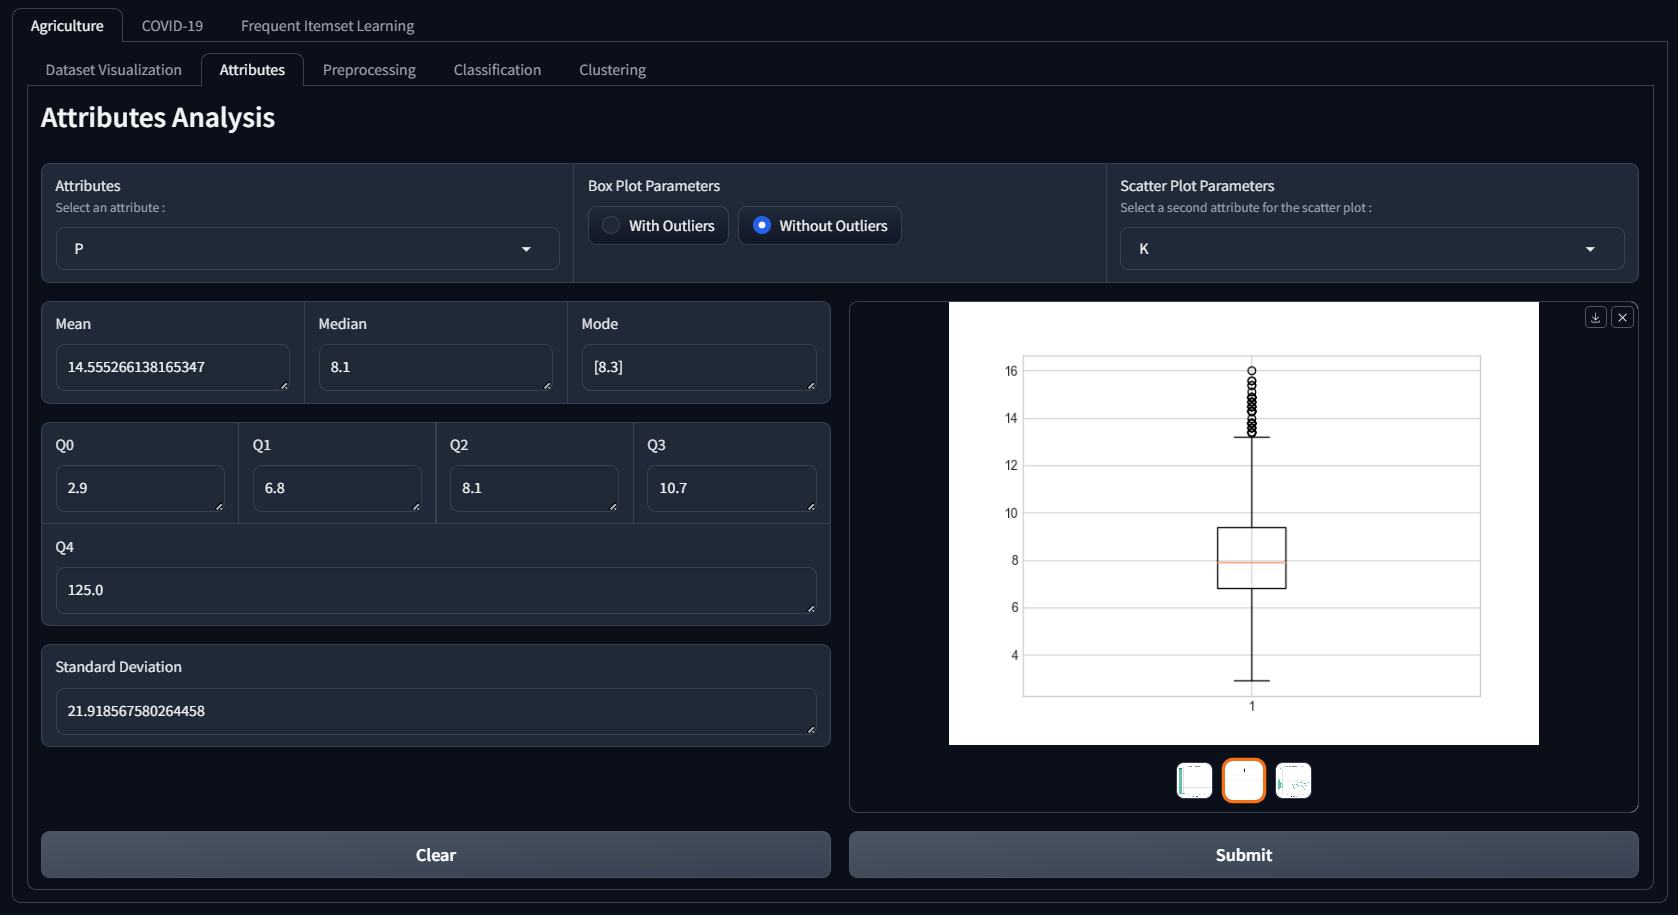 Agriculture COVID-19 Frequent Itemset Learning
Dataset Visualization Attributes Preprocessing Classification Clustering
Attributes Analysis
Attributes
Select an attribute :
P
Box Plot Parameters
With Outliers Without Outliers
Scatter Plot Parameters
Select a second attribute for the scatter plot :
K
Mean
14.555266138165347
Median
8.1
Mode
[8.3]
Q0
2.9
Q1
6.8
Q2
8.1
Q3
10.7
Q4
125.0
Standard Deviation
21.918567580264458
16
14
12
10
8
6
4
1
Clear
Submit